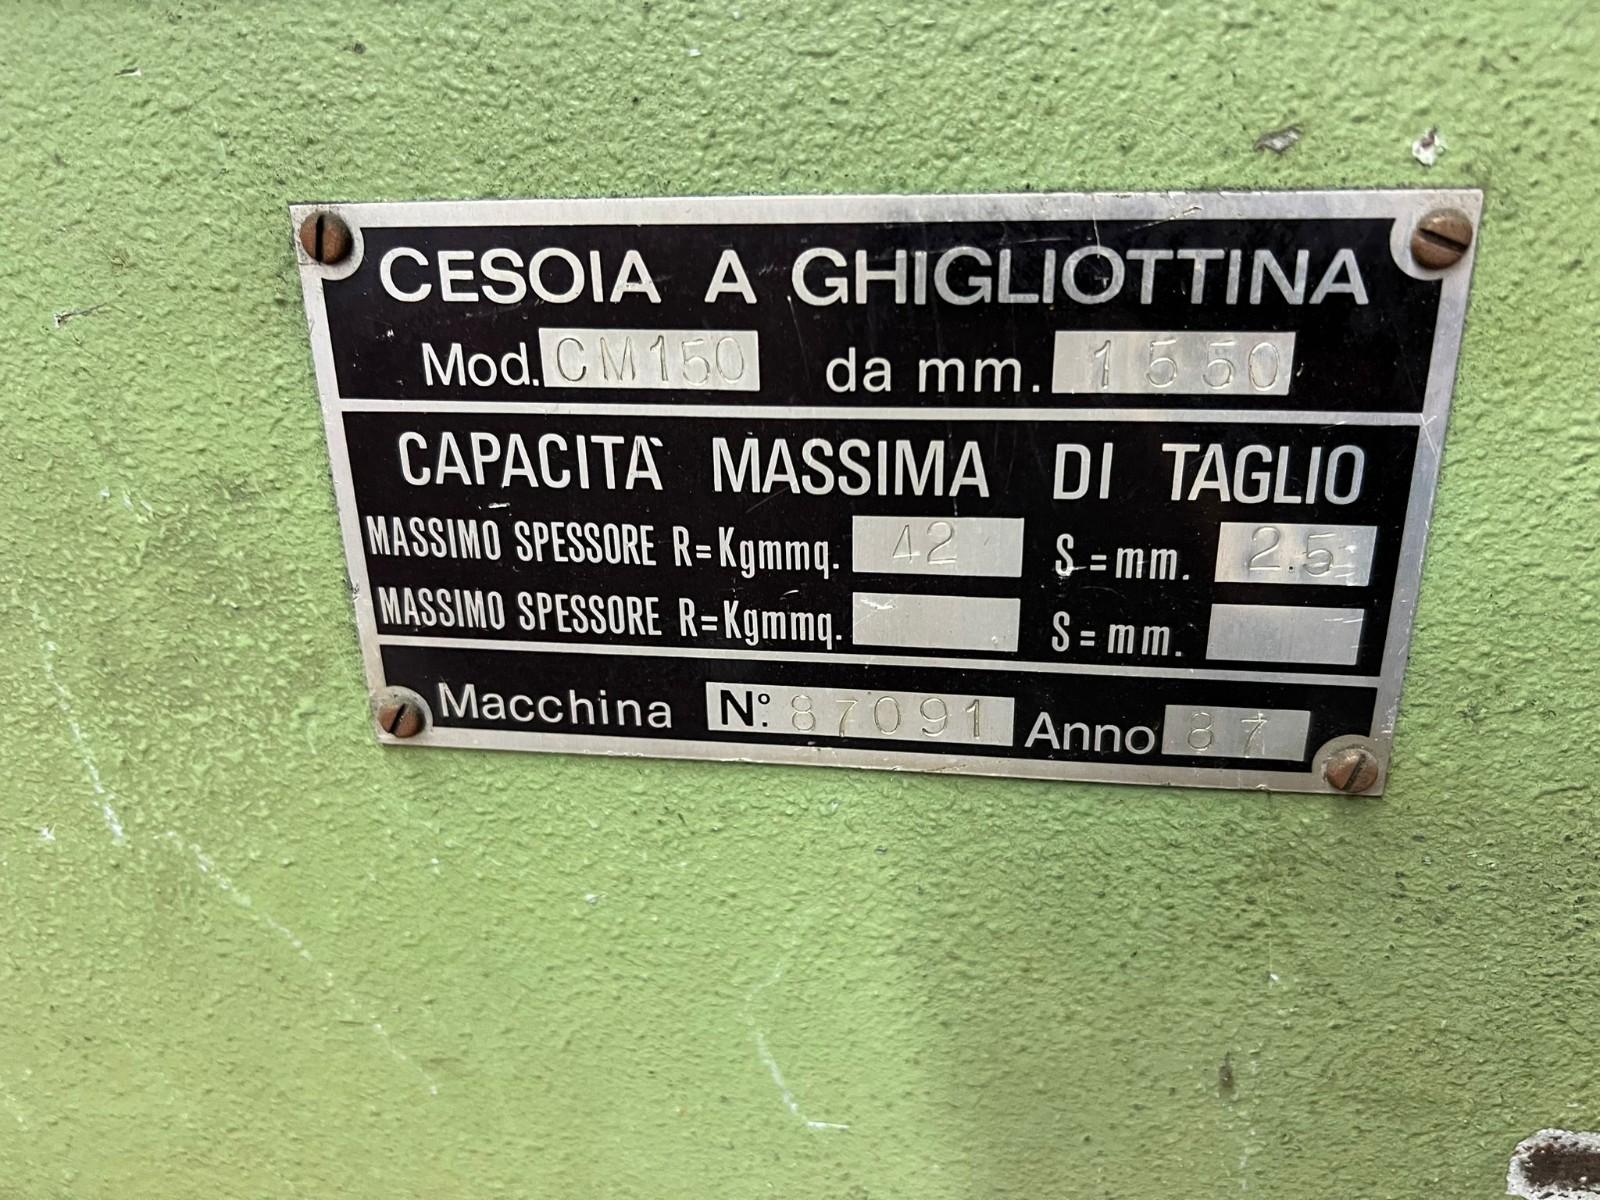 CESOIA A GHIGLIOTTINA
Mod. CM150 da mm. 1550
CAPACITÀ MASSIMA DI TAGLIO
MASSIMO SPESSORE R=Kgmmq. 42 S=mm. 2.5
MASSIMO SPESSORE R=Kgmmq. S=mm.
Macchina N°. 87091 Anno 87